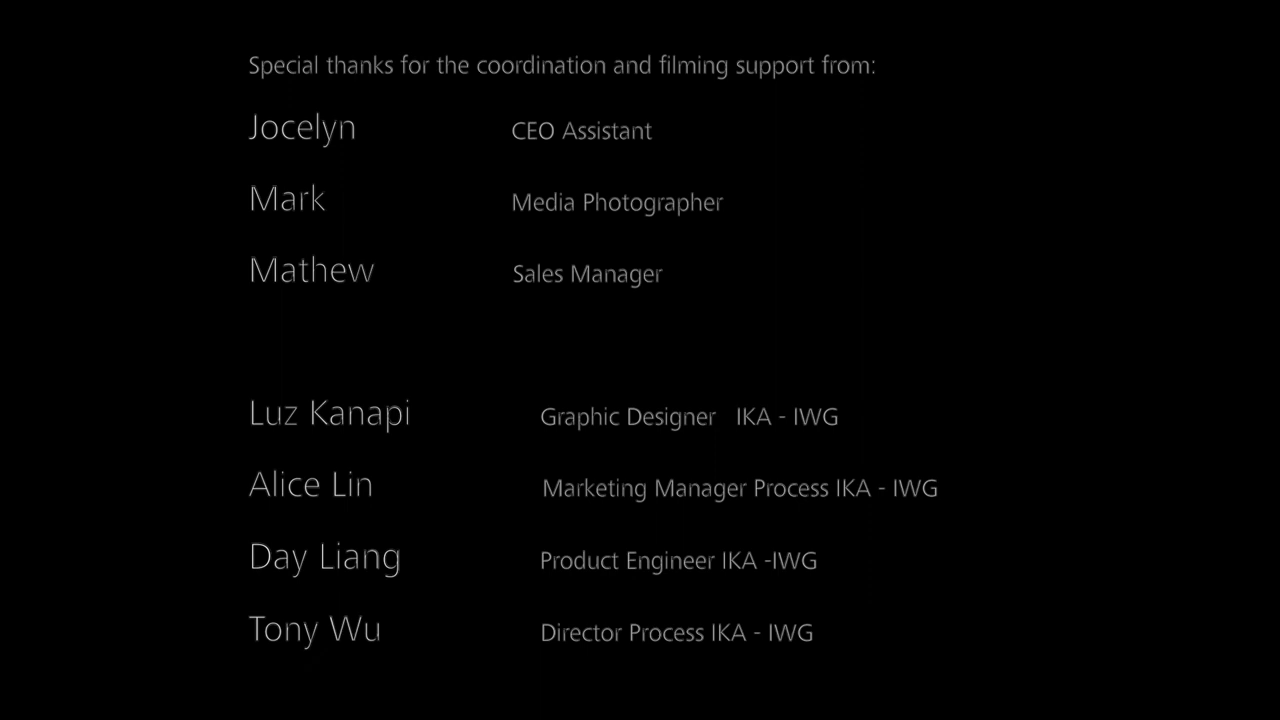 Special thanks for the coordination and filming support from:
Jocelyn CEO Assistant
Mark Media Photographer
Mathew Sales Manager
Luz Kanapi Graphic Designer IKA - IWG
Alice Lin Marketing Manager Process IKA - IWG
Day Liang Product Engineer IKA -IWG
Tony Wu Director Process IKA - IWG